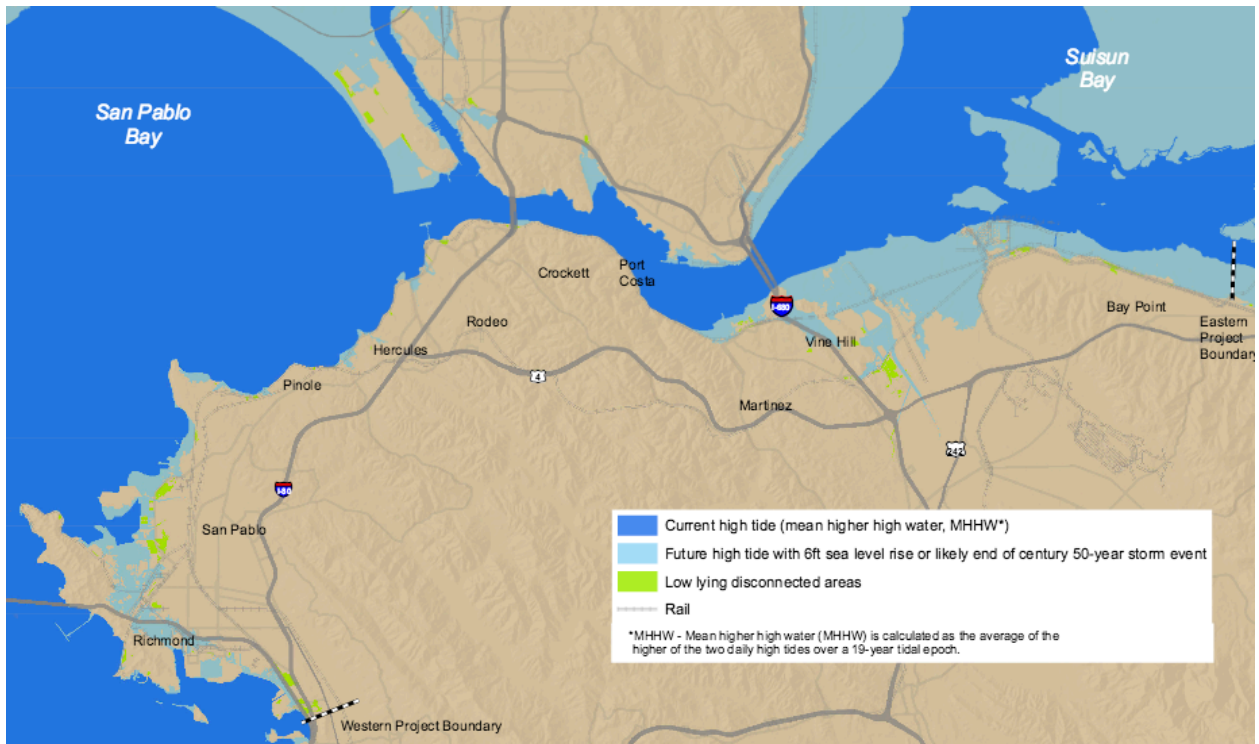 San Pablo
Bay
Suisun
Bay
Crockett
Port
Costa
I-680
Bay Point
Eastern
Project
Boundary
Rodeo
Hercules
Vine Hill
4
Pinole
Martinez
242
I-80
San Pablo
Richmond
Western Project Boundary
Current high tide (mean higher high water, MHHW*)
Future high tide with 6ft sea level rise or likely end of century 50-year storm event
Low lying disconnected areas
Rail
*MHHW - Mean higher high water (MHHW) is calculated as the average of the
higher of the two daily high tides over a 19-year tidal epoch.